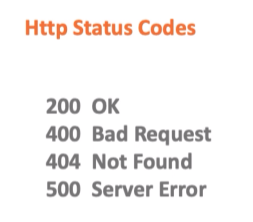 Http Status Codes
200 OK
400 Bad Request
404 Not Found
500 Server Error